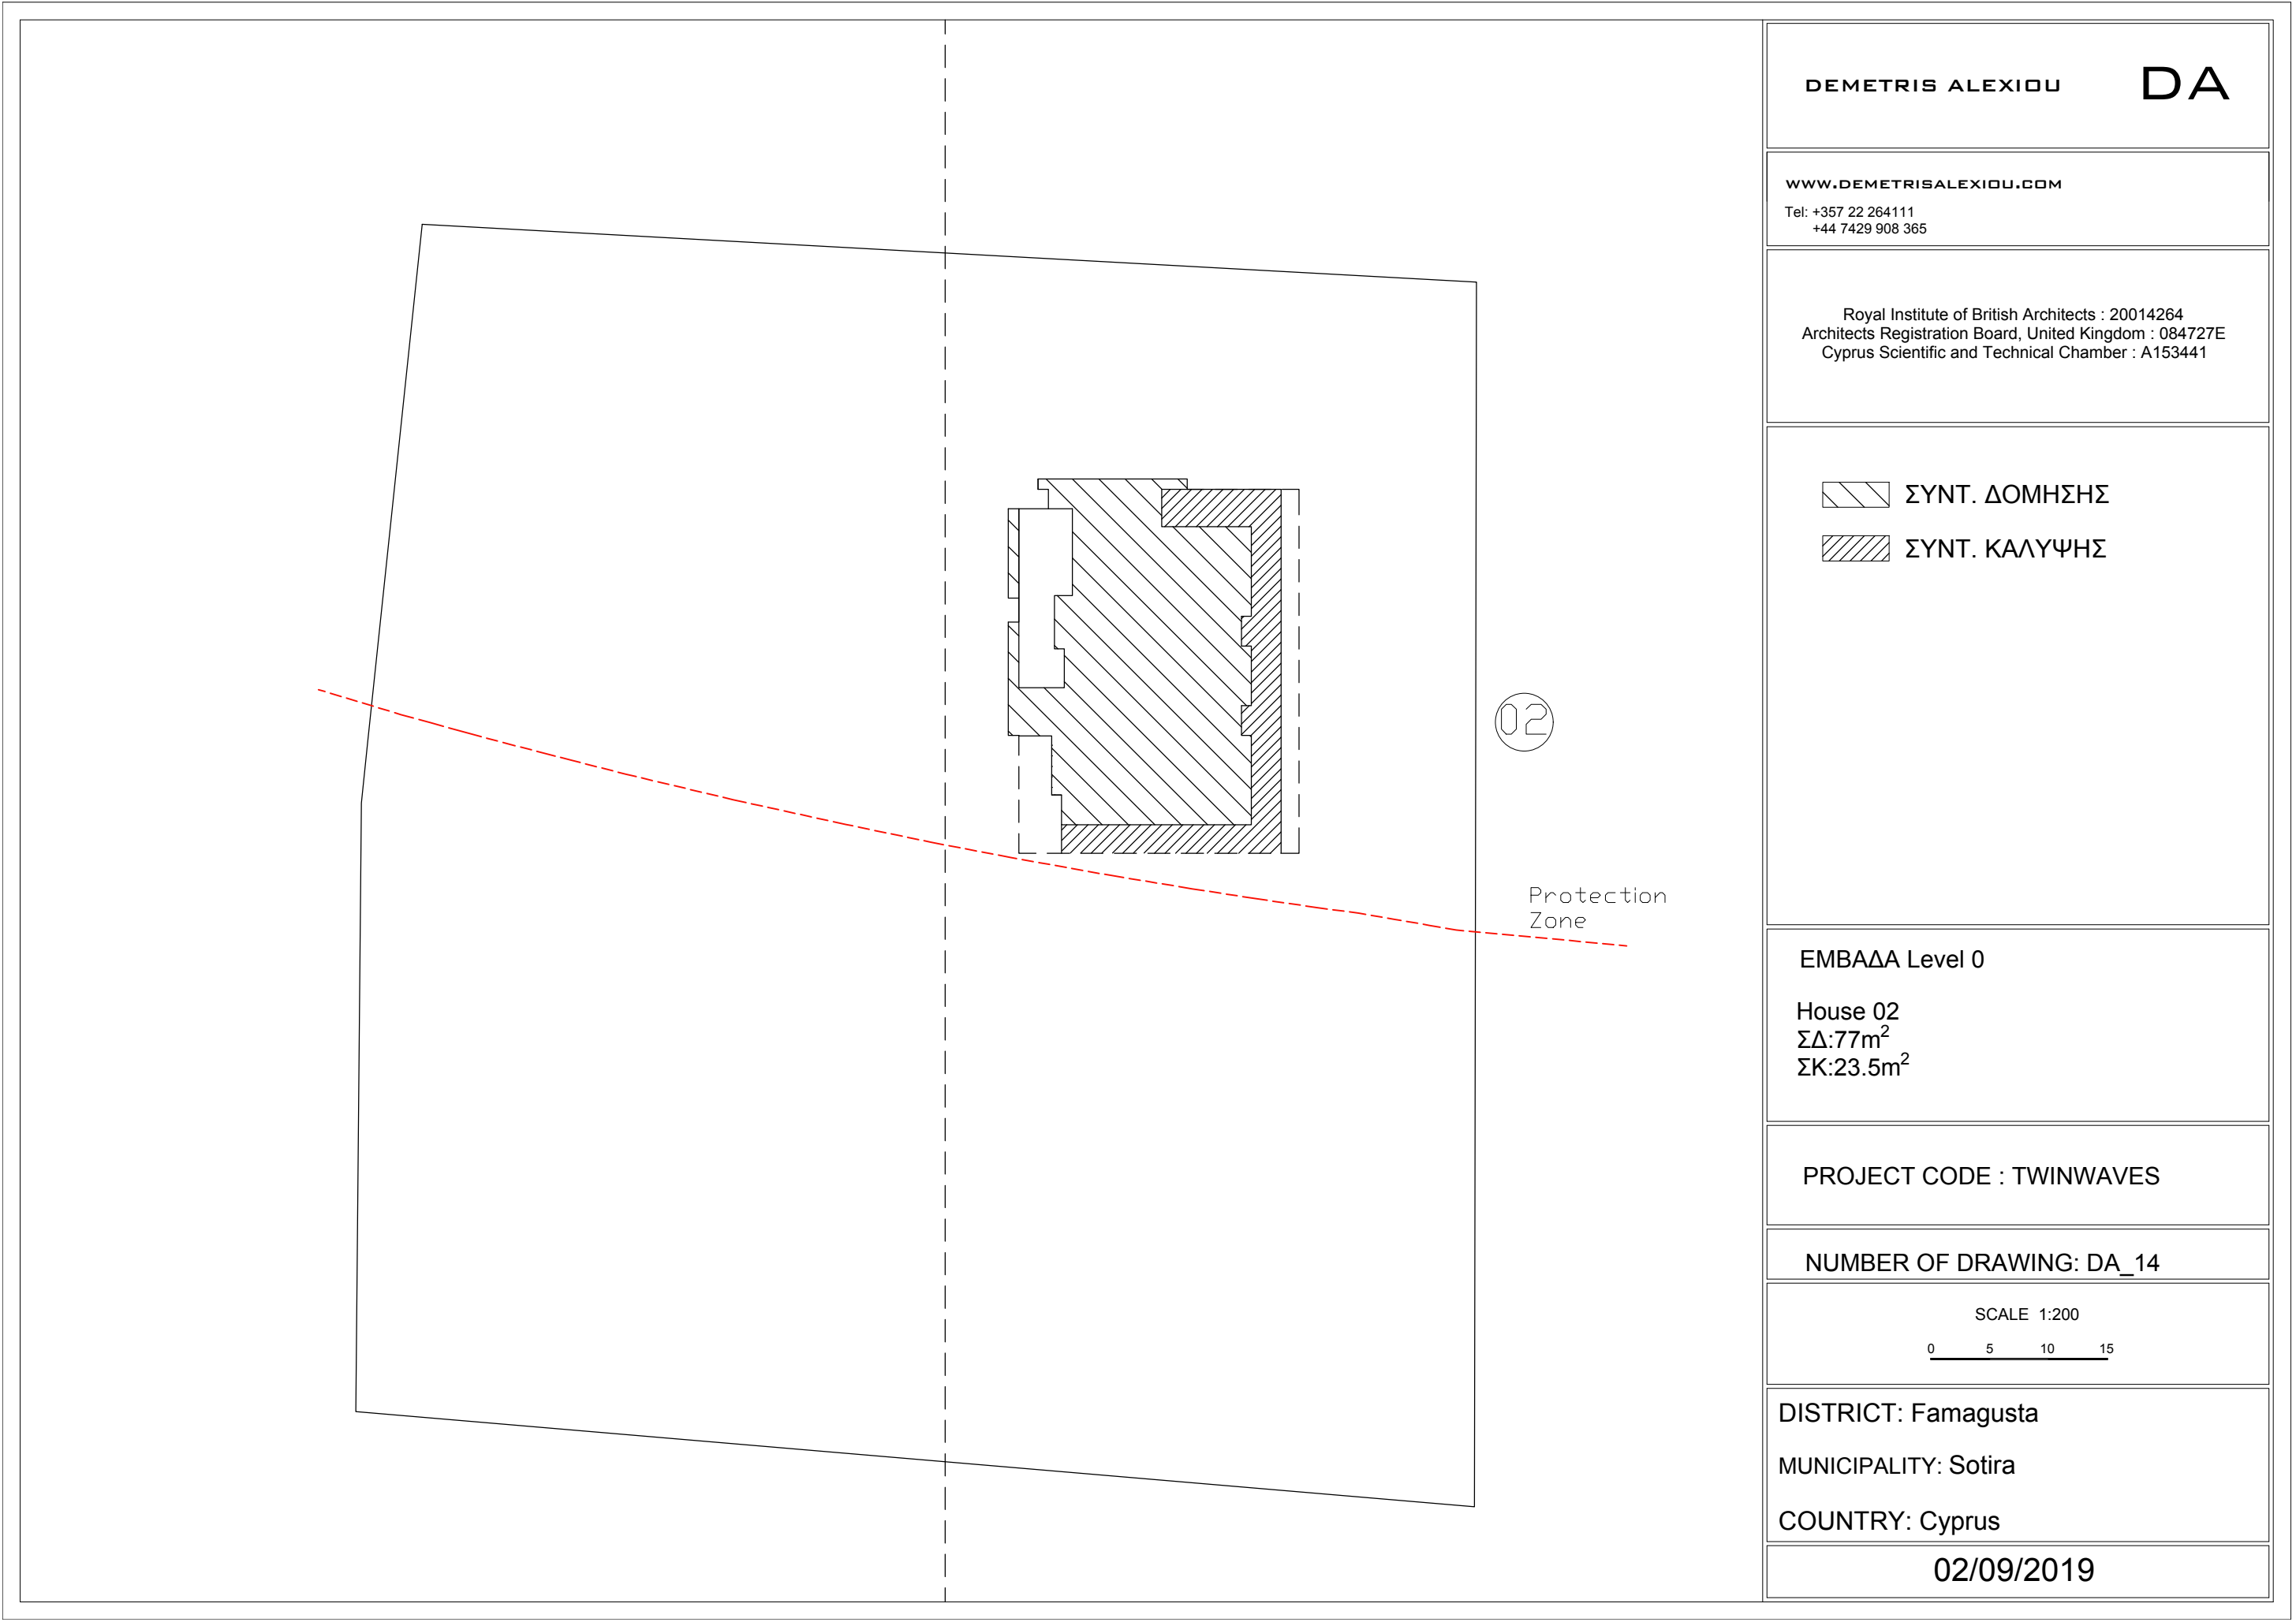 DEMETRIS ALEXIOU DA
WWW.DEMETRISALEXIOU.COM
Tel: +357 22 264111
+44 7429 908 365
Royal Institute of British Architects : 20014264
Architects Registration Board, United Kingdom : 084727E
Cyprus Scientific and Technical Chamber : A153441
ΣΥΝΤ. ΔΟΜΗΣΗΣ
ΣΥΝΤ. ΚΑΛΥΨΗΣ
02
Protection
Zone
ΕΜΒΑΔΑ Level 0
House 02
ΣΔ:77m²
ΣΚ:23.5m²
PROJECT CODE : TWINWAVES
NUMBER OF DRAWING: DA_14
SCALE 1:200
0 5 10 15
DISTRICT: Famagusta
MUNICIPALITY: Sotira
COUNTRY: Cyprus
02/09/2019